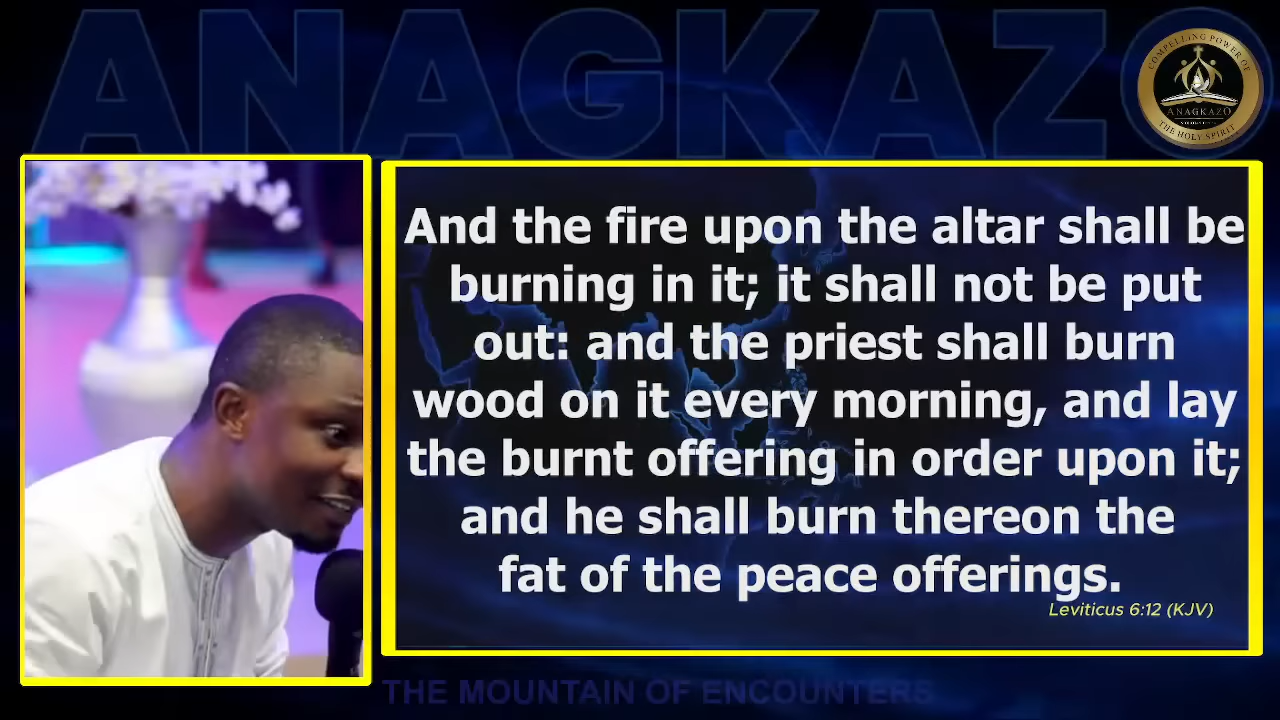 ANAGKAZO
COMPELLING POWER OF
ANAGKAZO
THE HOLY SPIRIT
And the fire upon the altar shall be
burning in it; it shall not be put
out: and the priest shall burn
wood on it every morning, and lay
the burnt offering in order upon it;
and he shall burn thereon the
fat of the peace offerings.
Leviticus 6:12 (KJV)
THE MOUNTAIN OF ENCOUNTERS